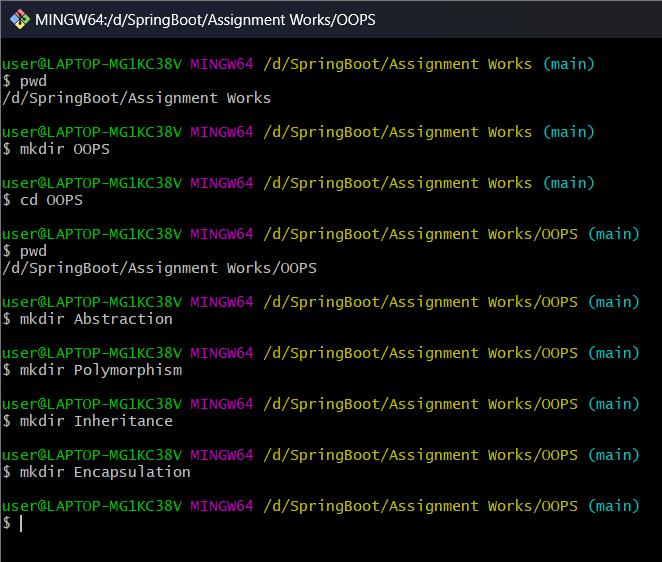 MINGW64:/d/SpringBoot/Assignment Works/OOPS
user@LAPTOP-MG1KC38V MINGW64 /d/SpringBoot/Assignment Works (main)
$ pwd
/d/SpringBoot/Assignment Works
user@LAPTOP-MG1KC38V MINGW64 /d/SpringBoot/Assignment Works (main)
$ mkdir OOPS
user@LAPTOP-MG1KC38V MINGW64 /d/SpringBoot/Assignment Works (main)
$ cd OOPS
user@LAPTOP-MG1KC38V MINGW64 /d/SpringBoot/Assignment Works/OOPS (main)
$ pwd
/d/SpringBoot/Assignment Works/OOPS
user@LAPTOP-MG1KC38V MINGW64 /d/SpringBoot/Assignment Works/OOPS (main)
$ mkdir Abstraction
user@LAPTOP-MG1KC38V MINGW64 /d/SpringBoot/Assignment Works/OOPS (main)
$ mkdir Polymorphism
user@LAPTOP-MG1KC38V MINGW64 /d/SpringBoot/Assignment Works/OOPS (main)
$ mkdir Inheritance
user@LAPTOP-MG1KC38V MINGW64 /d/SpringBoot/Assignment Works/OOPS (main)
$ mkdir Encapsulation
user@LAPTOP-MG1KC38V MINGW64 /d/SpringBoot/Assignment Works/OOPS (main)
$